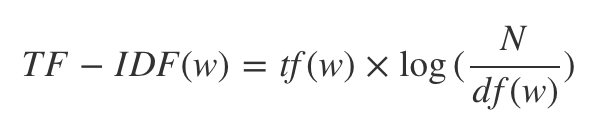 TF − IDF(w) = tf(w) × log (N / df(w))